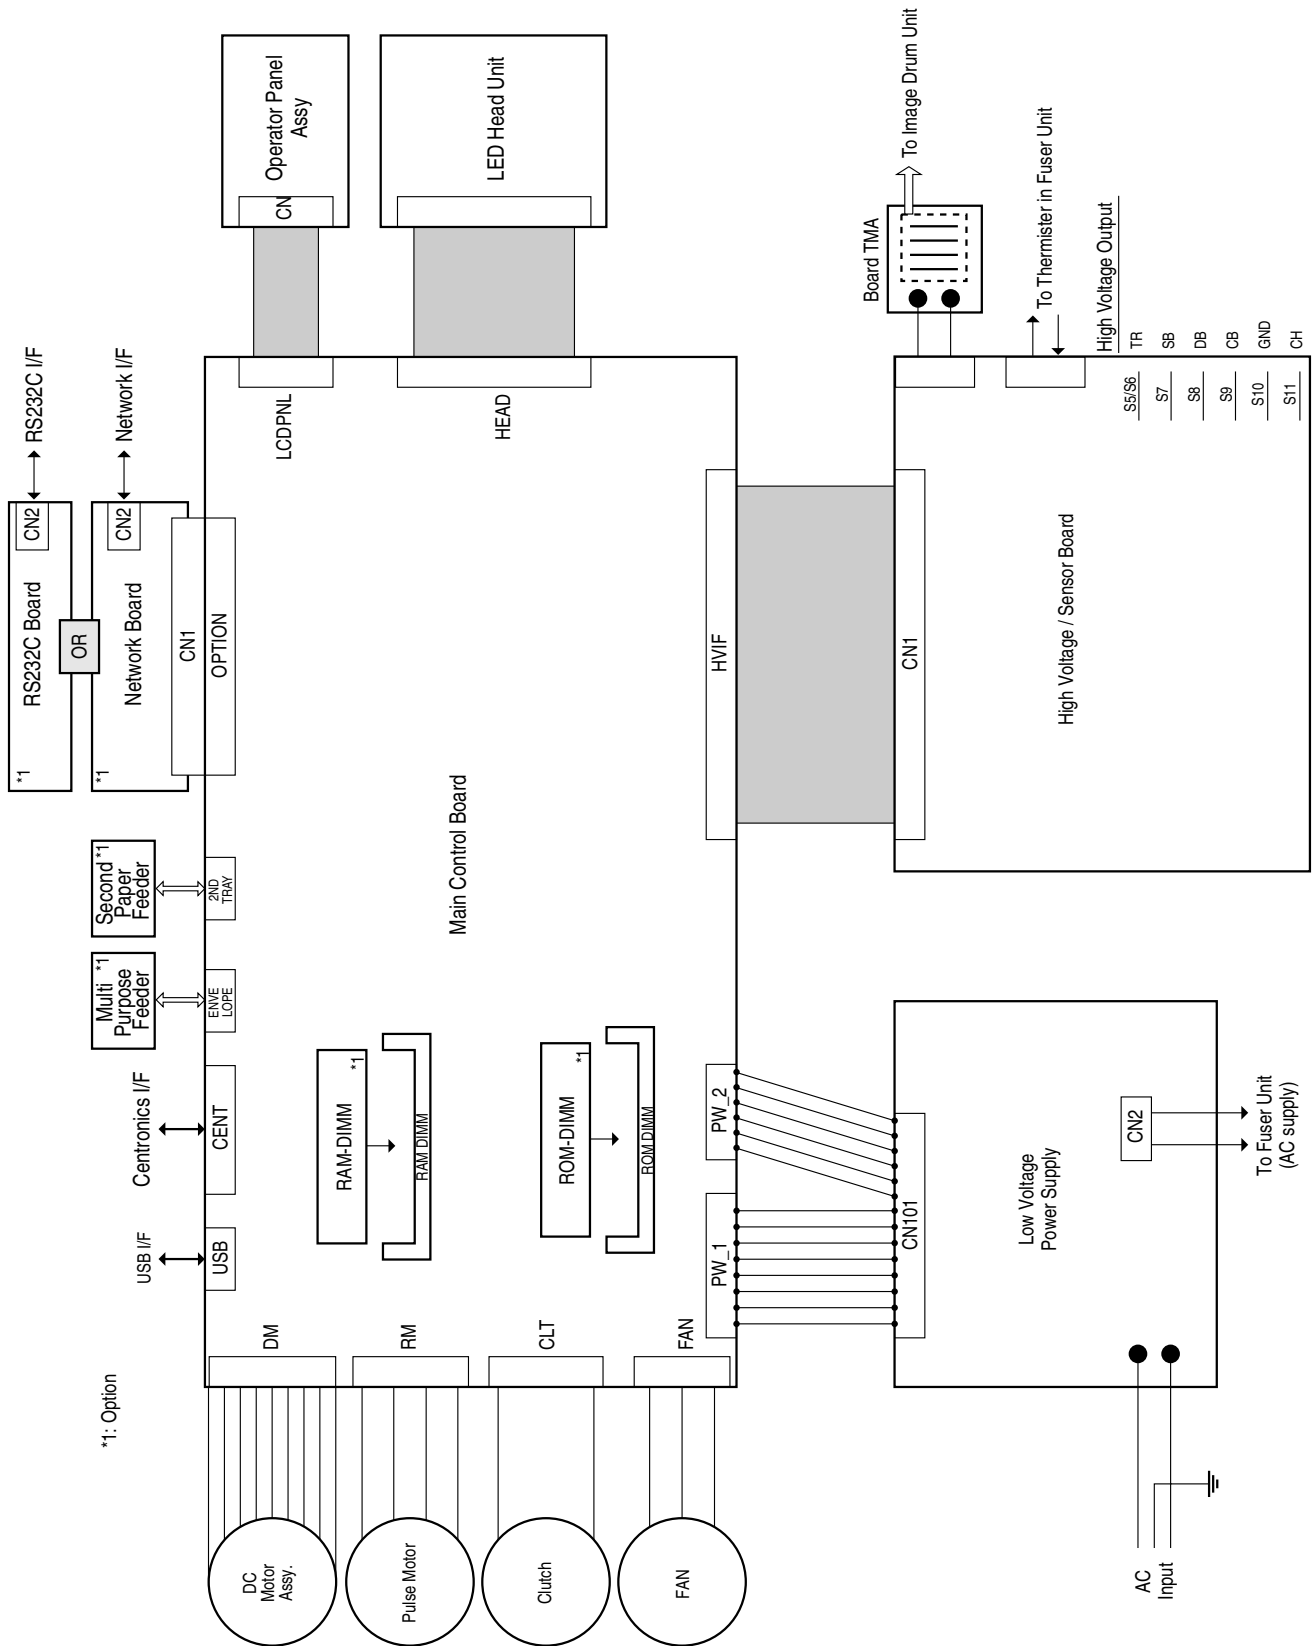 *1: Option
USB I/F
Centronics I/F
Multi *1
Purpose
Feeder
Second *1
Paper
Feeder
*1
RS232C Board
CN2
RS232C I/F
OR
*1
Network Board
CN2
Network I/F
CN1
USB
CENT
ENVE
LOPE
2ND
TRAY
OPTION
DC
Motor
Assy.
DM
LCDPNL
CN
Operator Panel
Assy
RAM-DIMM
*1
RAM DIMM
Pulse Motor
RM
Main Control Board
HEAD
LED Head Unit
Clutch
CLT
ROM-DIMM
*1
ROM DIMM
FAN
FAN
PW_1
PW_2
HVIF
Board TMA
To Image Drum Unit
CN101
CN1
To Thermister in Fuser Unit
Low Voltage
Power Supply
High Voltage / Sensor Board
High Voltage Output
S5/S6
TR
S7
SB
S8
DB
S9
CB
S10
GND
S11
CH
CN2
AC
Input
To Fuser Unit
(AC supply)